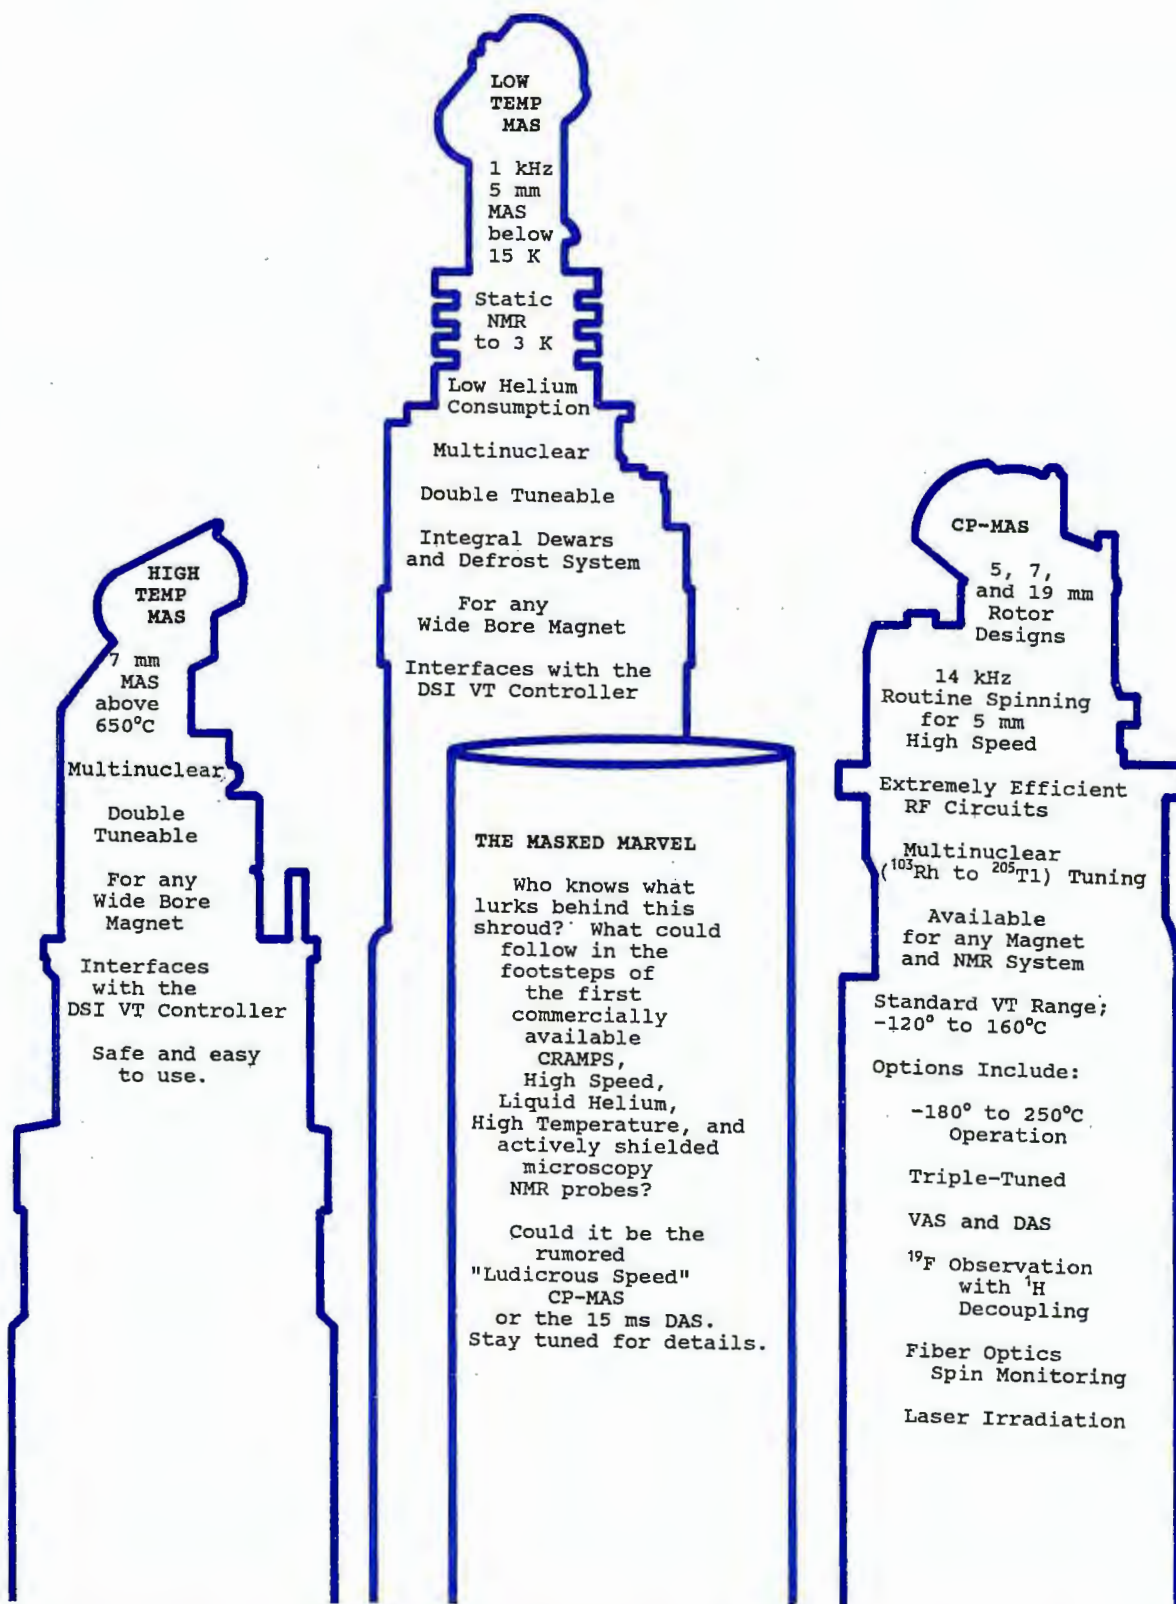 LOW
TEMP
MAS
1 kHz
5 mm
MAS
below
15 K
Static
NMR
to 3 K
Low Helium
Consumption
Multinuclear
Double Tuneable
Integral Dewars
and Defrost System
For any
Wide Bore Magnet
Interfaces with the
DSI VT Controller
HIGH
TEMP
MAS
7 mm
MAS
above
650°C
Multinuclear
Double
Tuneable
For any
Wide Bore
Magnet
Interfaces
with the
DSI VT Controller
Safe and easy
to use.
THE MASKED MARVEL
Who knows what
lurks behind this
shroud? What could
follow in the
footsteps of
the first
commercially
available
CRAMPS,
High Speed,
Liquid Helium,
High Temperature, and
actively shielded
microscopy
NMR probes?
Could it be the
rumored
"Ludicrous Speed"
CP-MAS
or the 15 ms DAS.
Stay tuned for details.
CP-MAS
5, 7,
and 19 mm
Rotor
Designs
14 kHz
Routine Spinning
for 5 mm
High Speed
Extremely Efficient
RF Circuits
Multinuclear
(¹⁰³Rh to ²⁰⁵Tl) Tuning
Available
for any Magnet
and NMR System
Standard VT Range;
-120° to 160°C
Options Include:
-180° to 250°C
Operation
Triple-Tuned
VAS and DAS
¹⁹F Observation
with ¹H
Decoupling
Fiber Optics
Spin Monitoring
Laser Irradiation